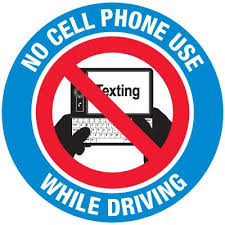 NO CELL PHONE USE
Texting
WHILE DRIVING